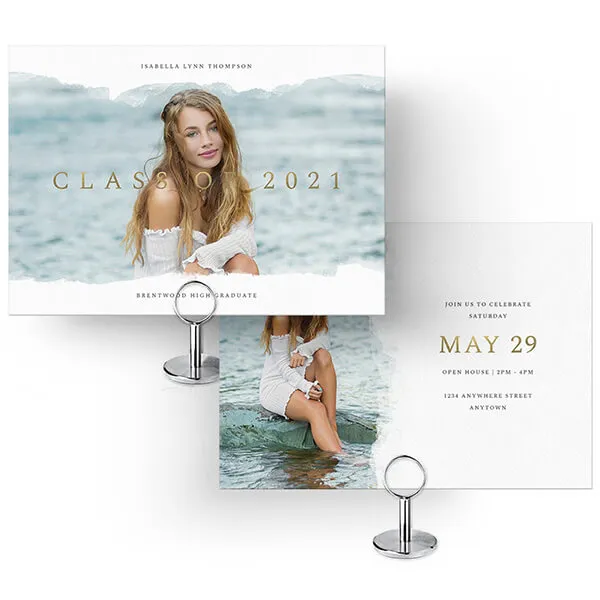 ISABELLA LYNN THOMPSON
CLASS OF 2021
BRENTWOOD HIGH GRADUATE
JOIN US TO CELEBRATE
SATURDAY
MAY 29
OPEN HOUSE | 2PM - 4PM
1234 ANYWHERE STREET
ANYTOWN